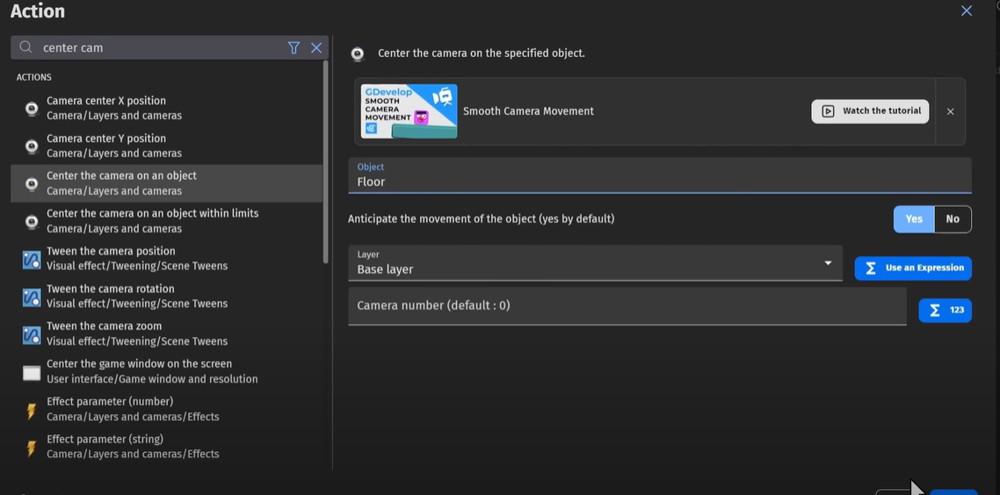 Action
center cam
ACTIONS
Camera center X position
Camera/Layers and cameras
Camera center Y position
Camera/Layers and cameras
Center the camera on an object
Camera/Layers and cameras
Center the camera on an object within limits
Camera/Layers and cameras
Tween the camera position
Visual effect/Tweening/Scene Tweens
Tween the camera rotation
Visual effect/Tweening/Scene Tweens
Tween the camera zoom
Visual effect/Tweening/Scene Tweens
Center the game window on the screen
User interface/Game window and resolution
Effect parameter (number)
Camera/Layers and cameras/Effects
Effect parameter (string)
Camera/Layers and cameras/Effects
Center the camera on the specified object.
GDevelop
SMOOTH
CAMERA
MOVEMENT
Smooth Camera Movement
Watch the tutorial
Object
Floor
Anticipate the movement of the object (yes by default)
Yes No
Layer
Base layer
Σ Use an Expression
Camera number (default : 0)
Σ 123